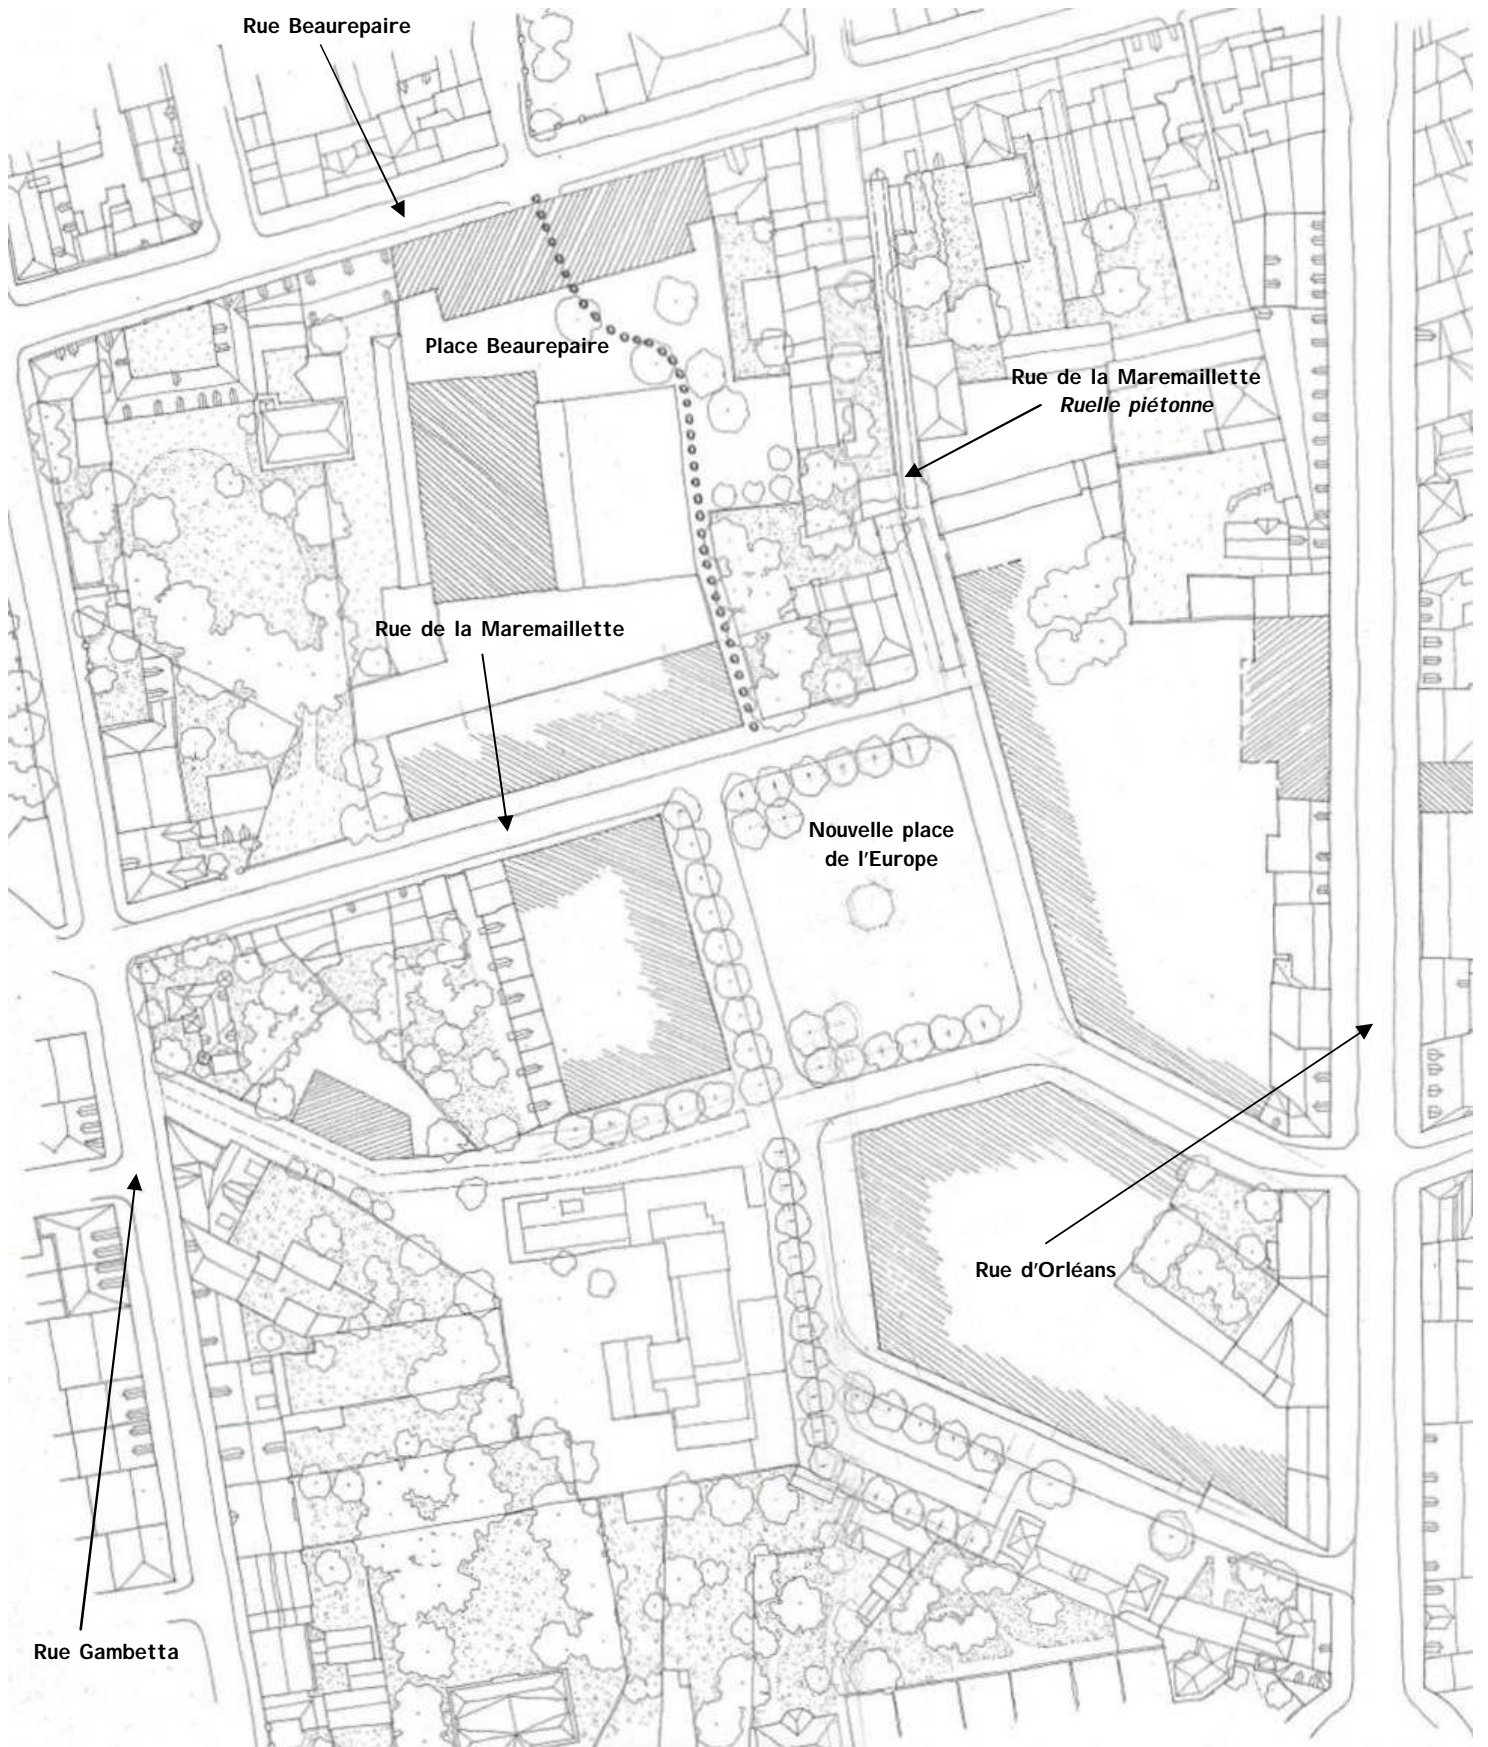 Rue Beaurepaire
Place Beaurepaire
Rue de la Maremaillette
Ruelle piétonne
Rue de la Maremaillette
Nouvelle place
de l'Europe
Rue d'Orléans
Rue Gambetta